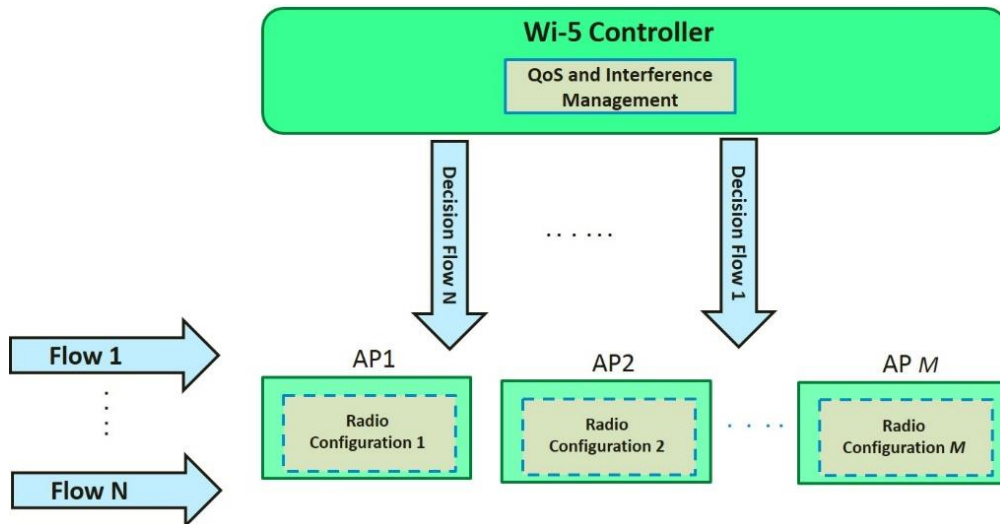 Wi-5 Controller
QoS and Interference
Management
Decision Flow N
Decision Flow 1
......
Flow 1
Flow N
AP1
AP2
AP M
Radio
Configuration 1
Radio
Configuration 2
Radio
Configuration M